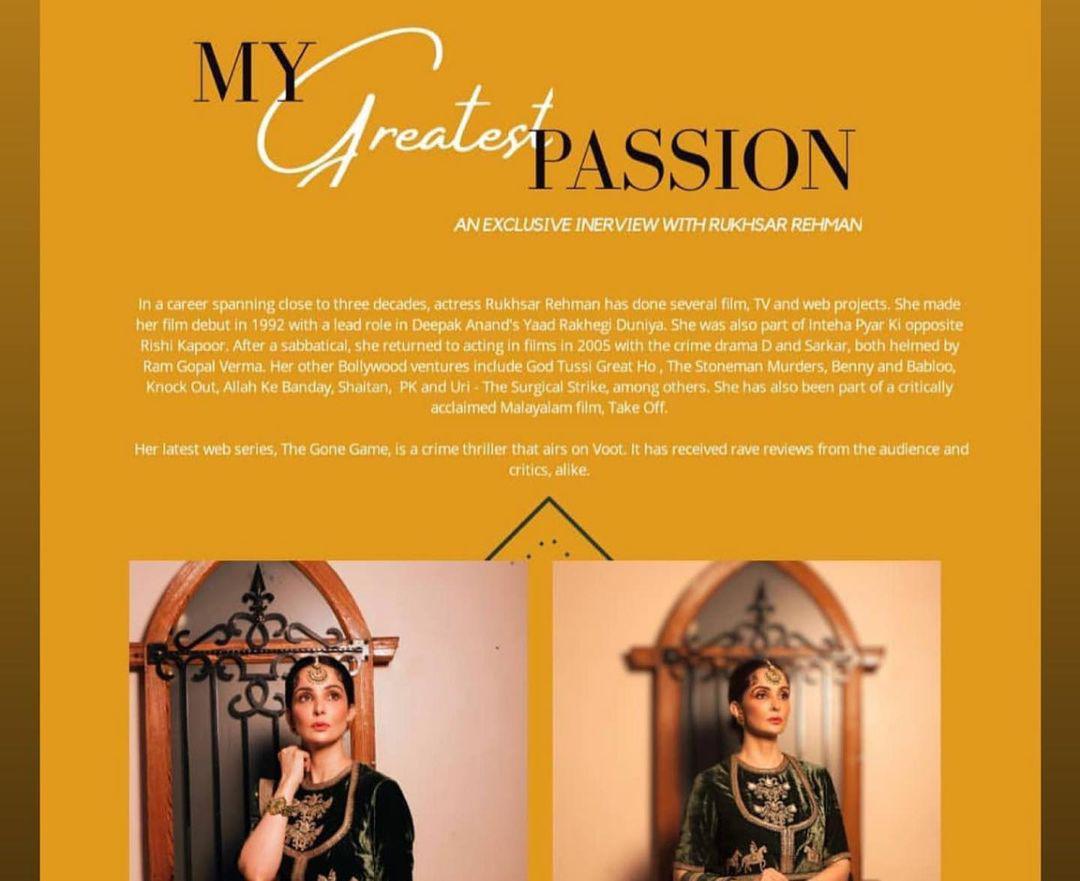 MY Greatest PASSION
AN EXCLUSIVE INERVIEW WITH RUKHSAR REHMAN
In a career spanning close to three decades, actress Rukhsar Rehman has done several film, TV and web projects. She made
her film debut in 1992 with a lead role in Deepak Anand's Yaad Rakhegi Duniya. She was also part of Inteha Pyar Ki opposite
Rishi Kapoor. After a sabbatical, she returned to acting in films in 2005 with the crime drama D and Sarkar, both helmed by
Ram Gopal Verma. Her other Bollywood ventures include God Tussi Great Ho , The Stoneman Murders, Benny and Babloo,
Knock Out, Allah Ke Banday, Shaitan, PK and Uri - The Surgical Strike, among others. She has also been part of a critically
acclaimed Malayalam film, Take Off.
Her latest web series, The Gone Game, is a crime thriller that airs on Voot. It has received rave reviews from the audience and
critics, alike.